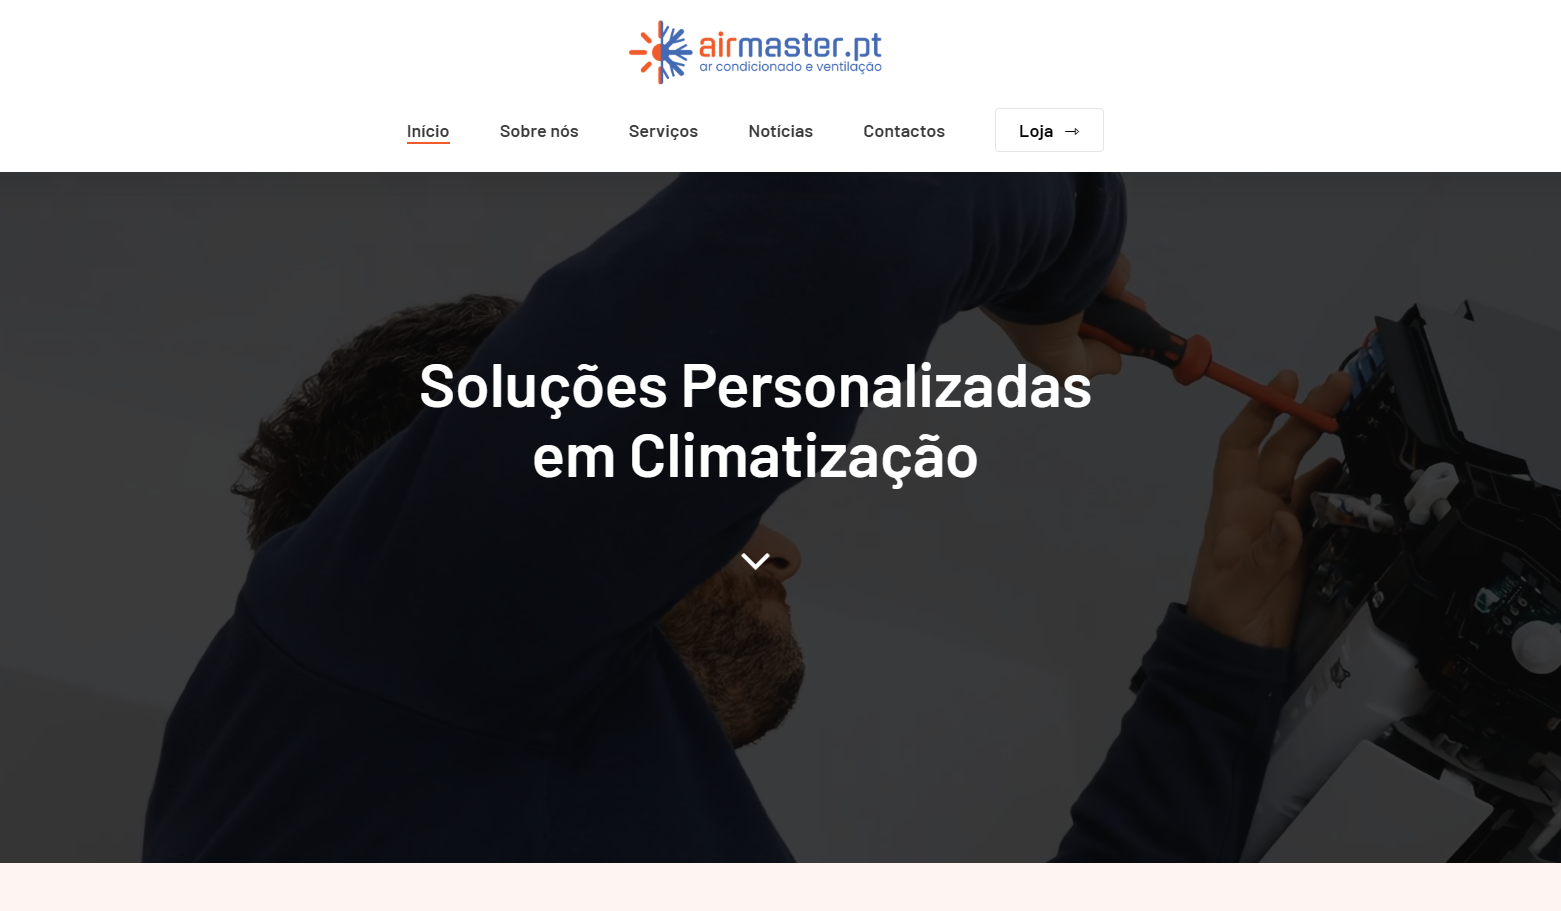 airmaster.pt
ar condicionado e ventilação
Início
Sobre nós
Serviços
Notícias
Contactos
Loja
Soluções Personalizadas
em Climatização